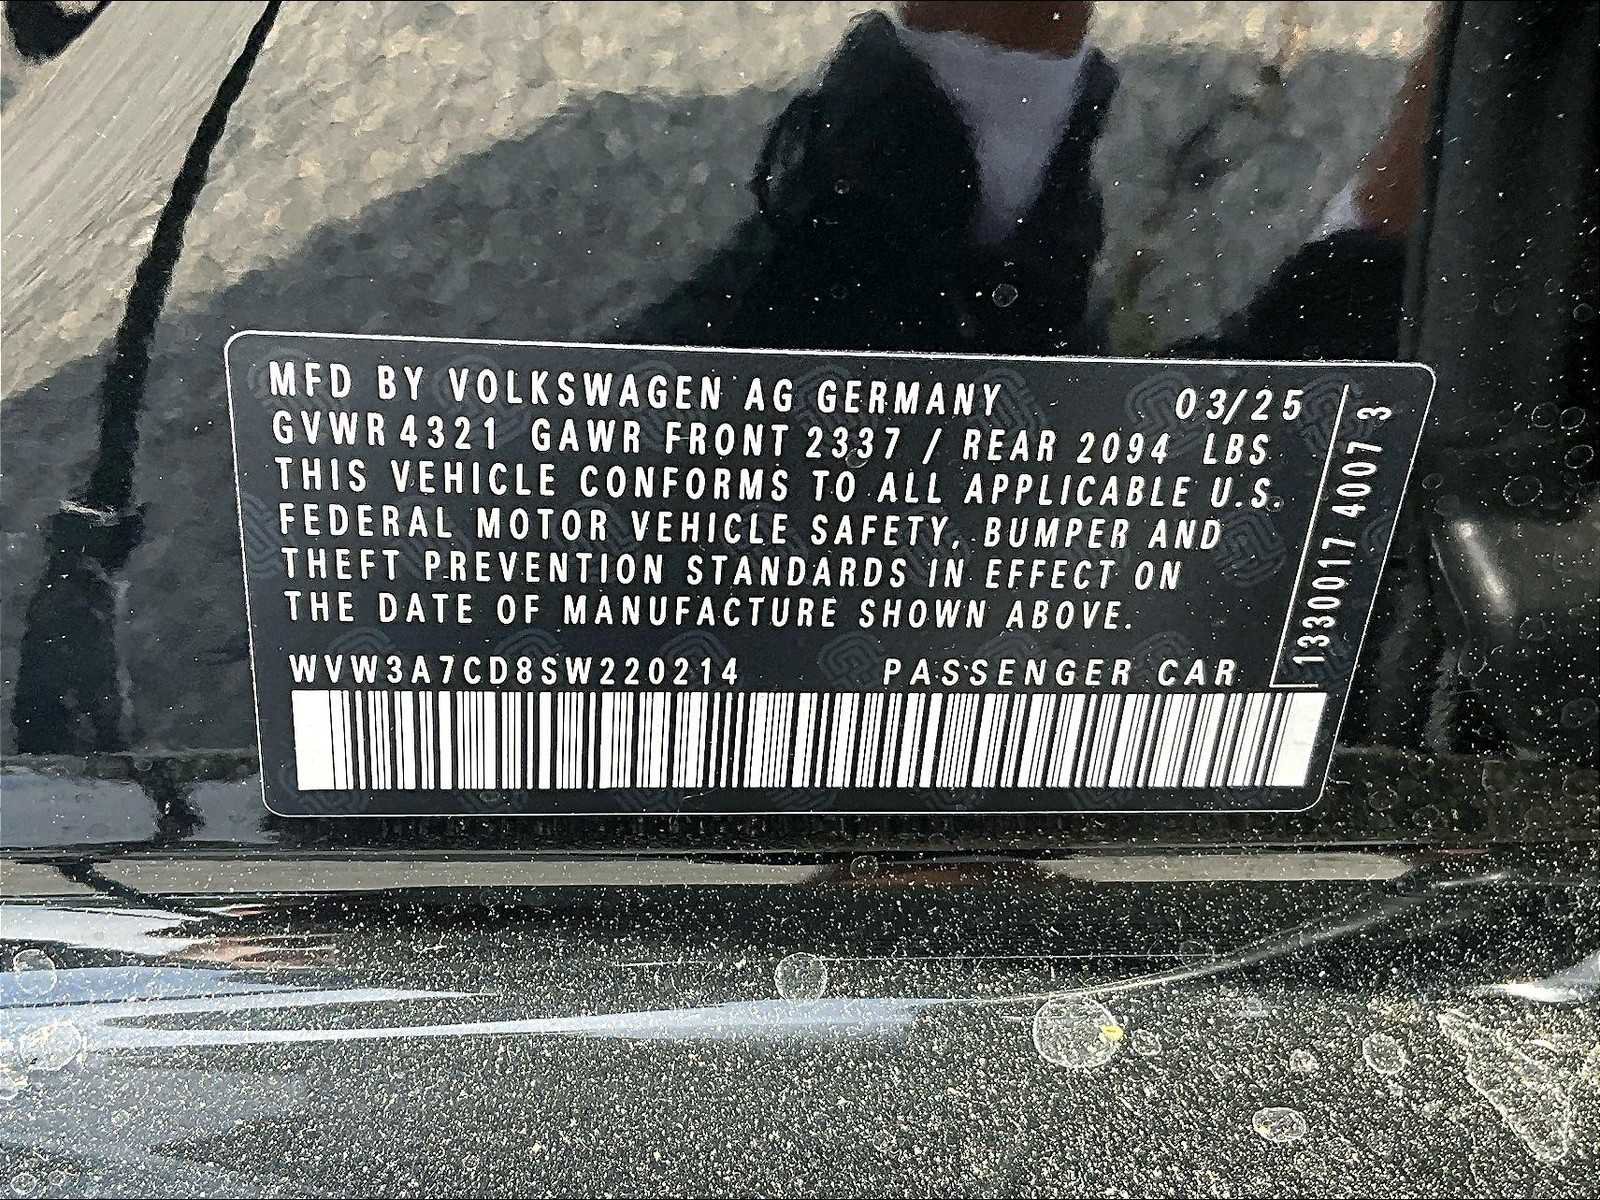 MFD BY VOLKSWAGEN AG GERMANY 03/25
GVWR 4321 GAWR FRONT 2337 / REAR 2094 LBS
THIS VEHICLE CONFORMS TO ALL APPLICABLE U.S.
FEDERAL MOTOR VEHICLE SAFETY, BUMPER AND
THEFT PREVENTION STANDARDS IN EFFECT ON
THE DATE OF MANUFACTURE SHOWN ABOVE.
WVW3A7CD8SW220214 PASSENGER CAR
1330017 4007 3